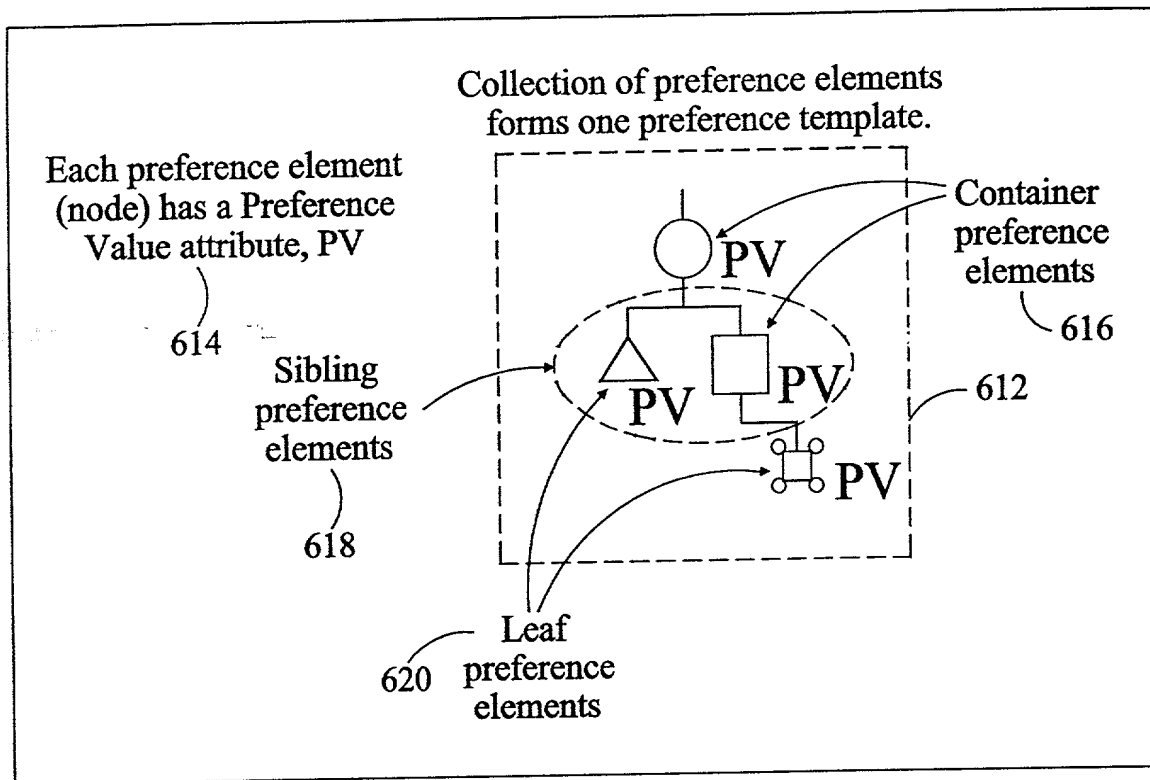 Collection of preference elements
forms one preference template.
Each preference element
(node) has a Preference
Value attribute, PV
614
Container
preference
elements
616
PV
Sibling
preference
elements
618
PV
PV
612
PV
Leaf
preference
elements
620